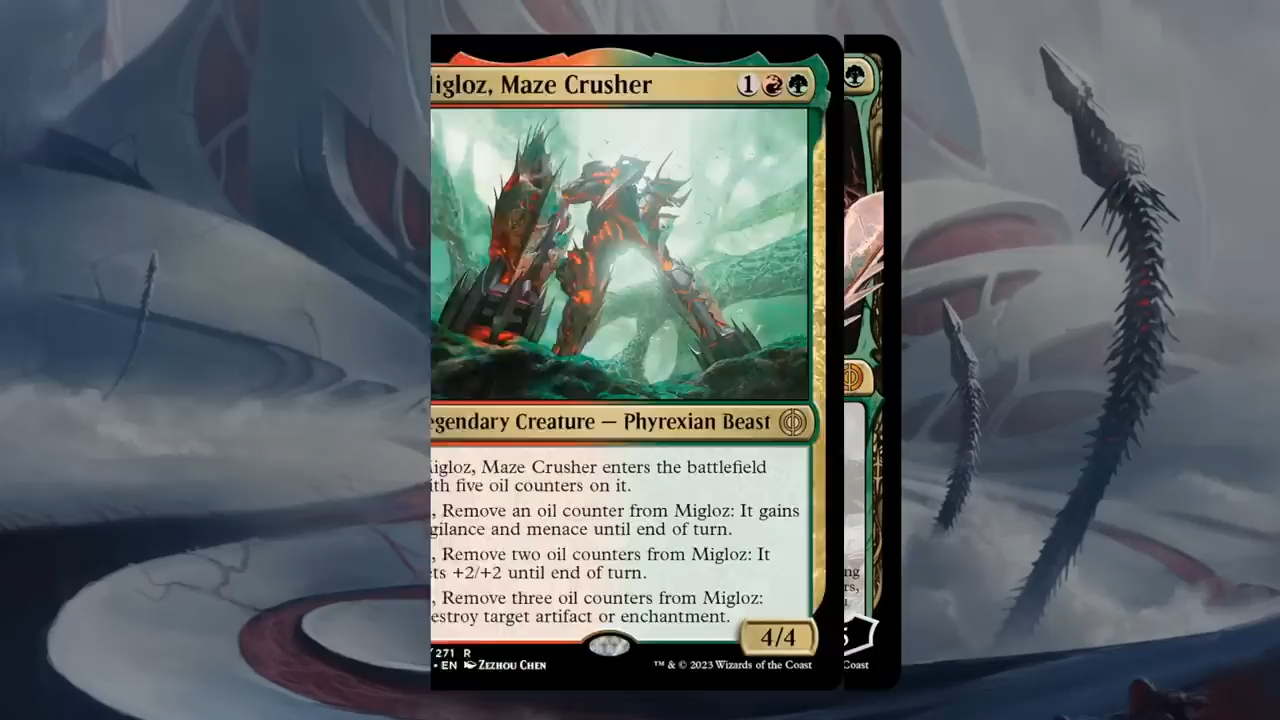 igloz, Maze Crusher 1
egendary Creature — Phyrexian Beast
igloz, Maze Crusher enters the battlefield
ith five oil counters on it.
, Remove an oil counter from Migloz: It gains
gilance and menace until end of turn.
, Remove two oil counters from Migloz: It
ts +2/+2 until end of turn.
, Remove three oil counters from Migloz:
estroy target artifact or enchantment.
4/4
/271 R
• EN Zezhou Chen
™ & © 2023 Wizards of the Coast
ng
rs,
Coast